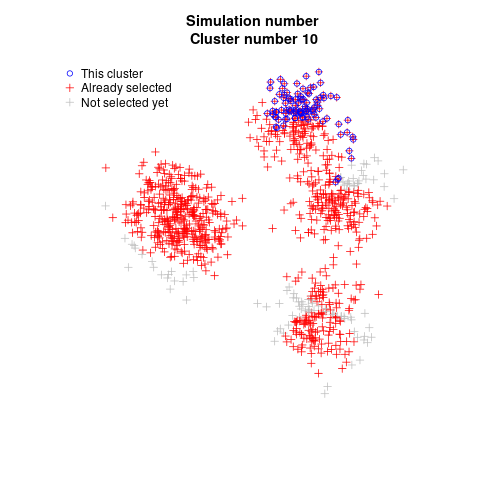 Simulation number
Cluster number 10
This cluster
Already selected
Not selected yet